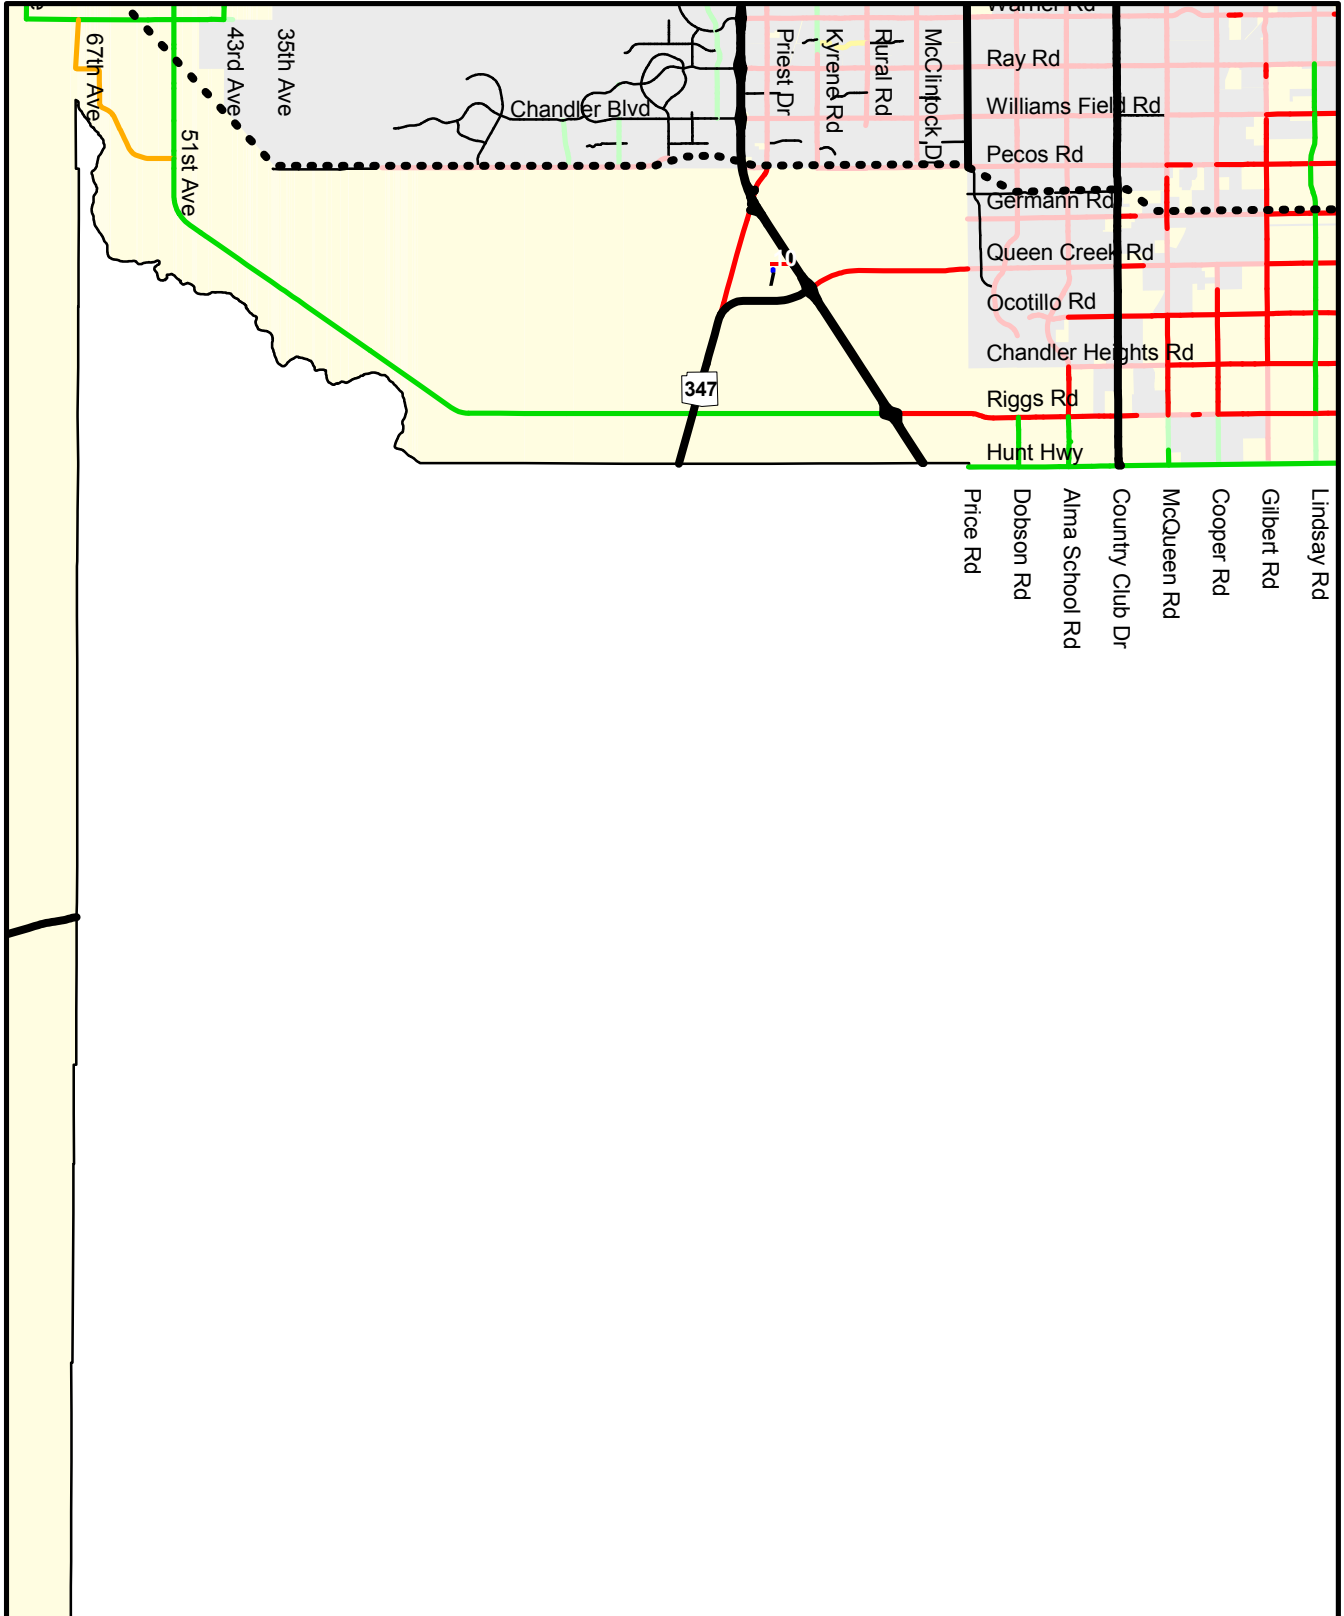 Warner Rd
Ray Rd
Williams Field Rd
Pecos Rd
Germann Rd
Queen Creek Rd
Ocotillo Rd
Chandler Heights Rd
Riggs Rd
Hunt Hwy
67th Ave
51st Ave
43rd Ave
35th Ave
Chandler Blvd
Priest Dr
Kyrene Rd
Rural Rd
McClintock D
0
347
Price Rd
Dobson Rd
Alma School Rd
Country Club Dr
McQueen Rd
Cooper Rd
Gilbert Rd
Lindsay Rd